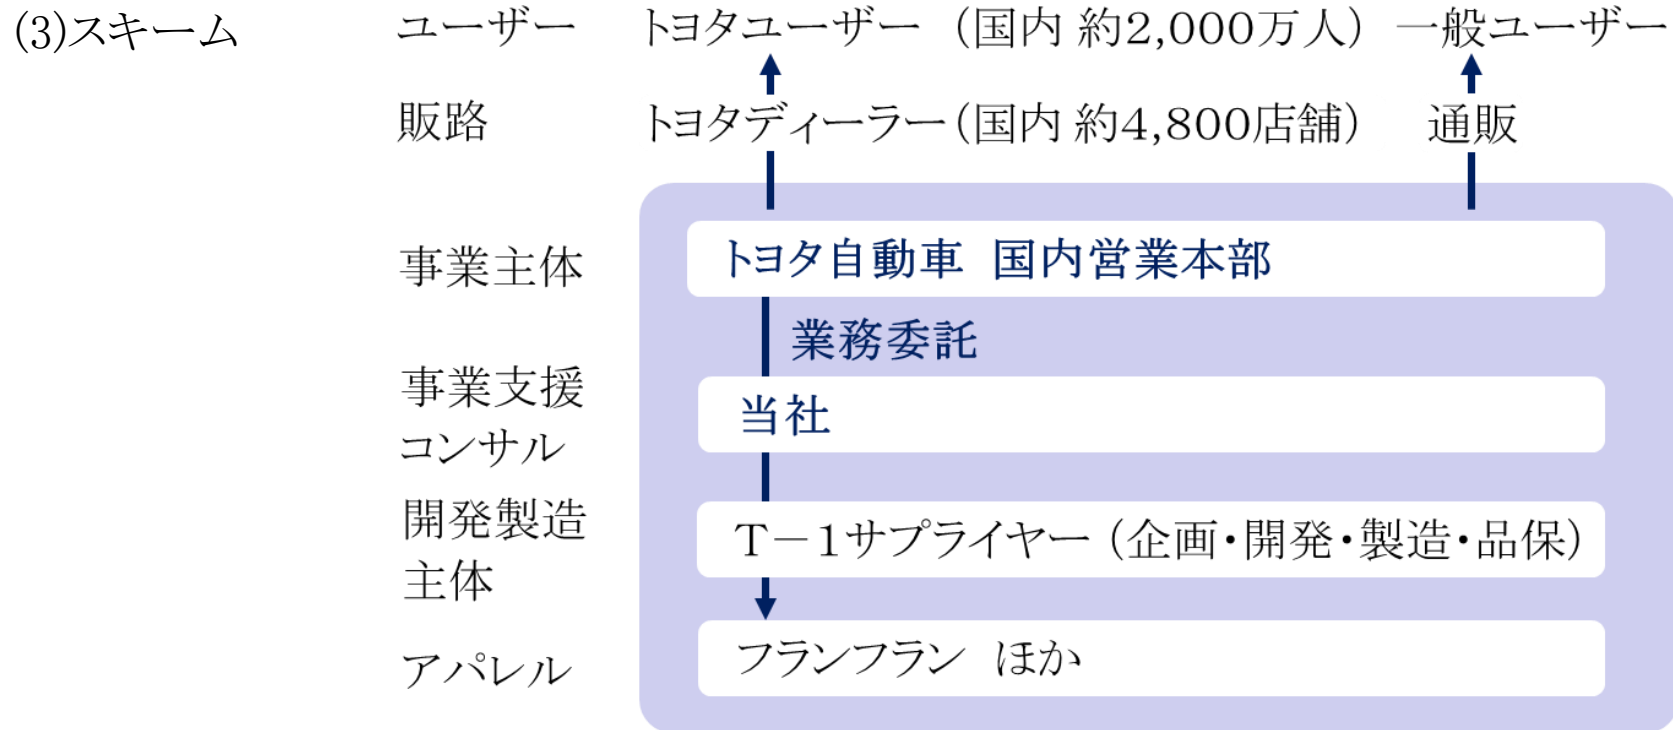 (3)スキーム ユーザー トヨタユーザー (国内 約2,000万人) 一般ユーザー
販路 トヨタディーラー(国内 約4,800店舗) 通販
事業主体 トヨタ自動車 国内営業本部
業務委託
事業支援
コンサル
当社
開発製造
主体
T－1サプライヤー(企画・開発・製造・品保)
アパレル フランフラン ほか